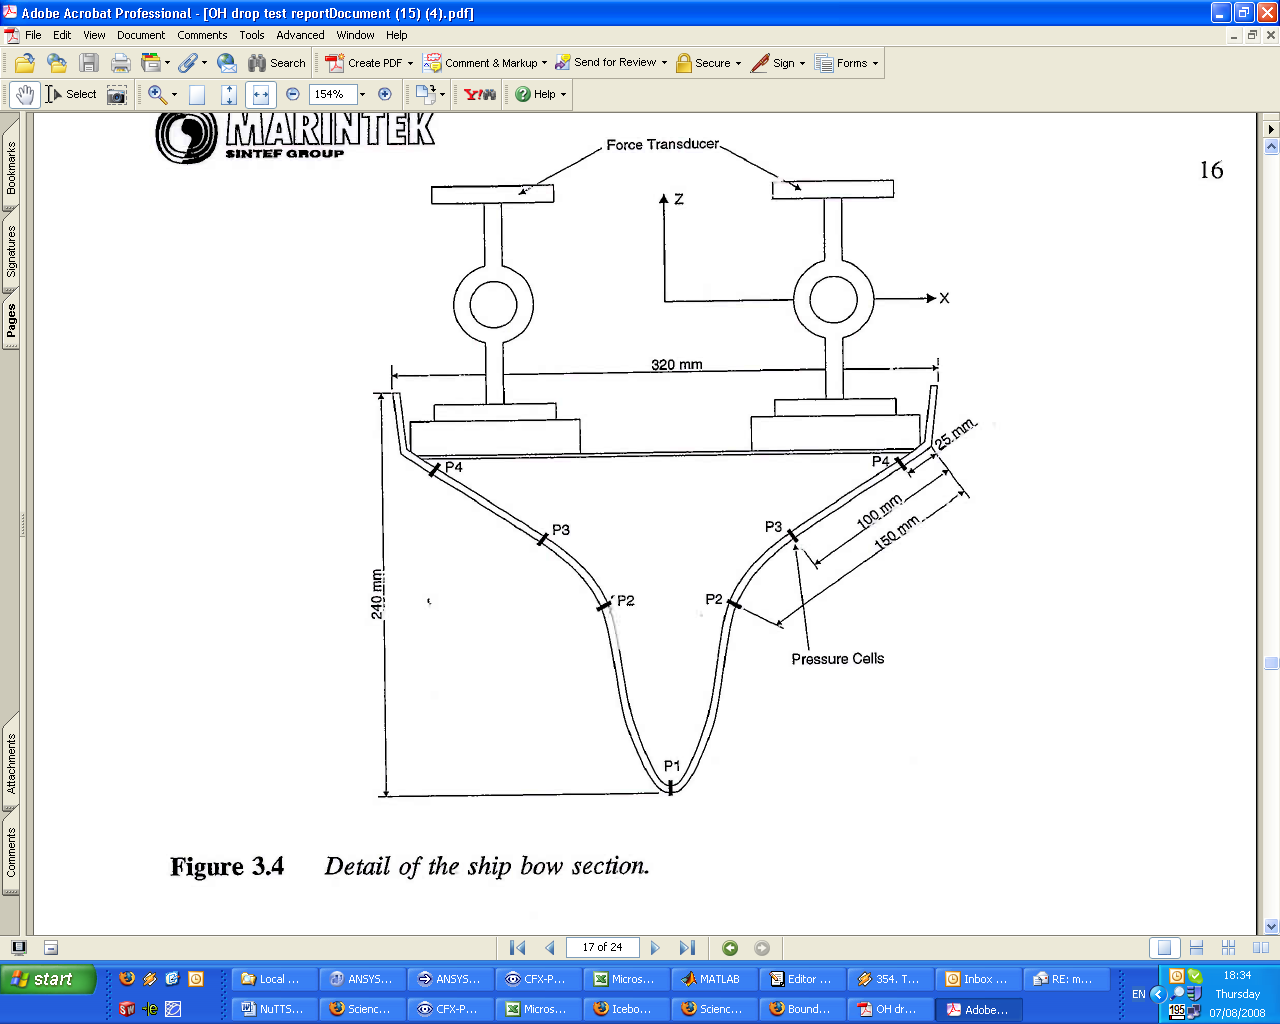 Adobe Acrobat Professional - [OH drop test reportDocument (15) (4).pdf]
File Edit View Document Comments Tools Advanced Window Help
Search Create PDF Comment & Markup Send for Review Secure Sign Forms
Select 154% Y! Help
Bookmarks
Signatures
Pages
Attachments
Comments
MARINTEK
SINTEF GROUP
16
Force Transducer
Z
X
320 mm
25 mm
P4
P4
100 mm
150 mm
P3
P3
240 mm
P2
P2
Pressure Cells
P1
Figure 3.4 Detail of the ship bow section.
17 of 24
start
Local ...
ANSYS...
ANSYS...
CFX-P...
Micros...
MATLAB
Editor ...
354. T...
Inbox ...
RE: m...
NuTTS...
Scienc...
CFX-P...
Micros...
Icebo...
Scienc...
Bound...
OH dr...
Adobe...
EN
195
18:34
Thursday
07/08/2008